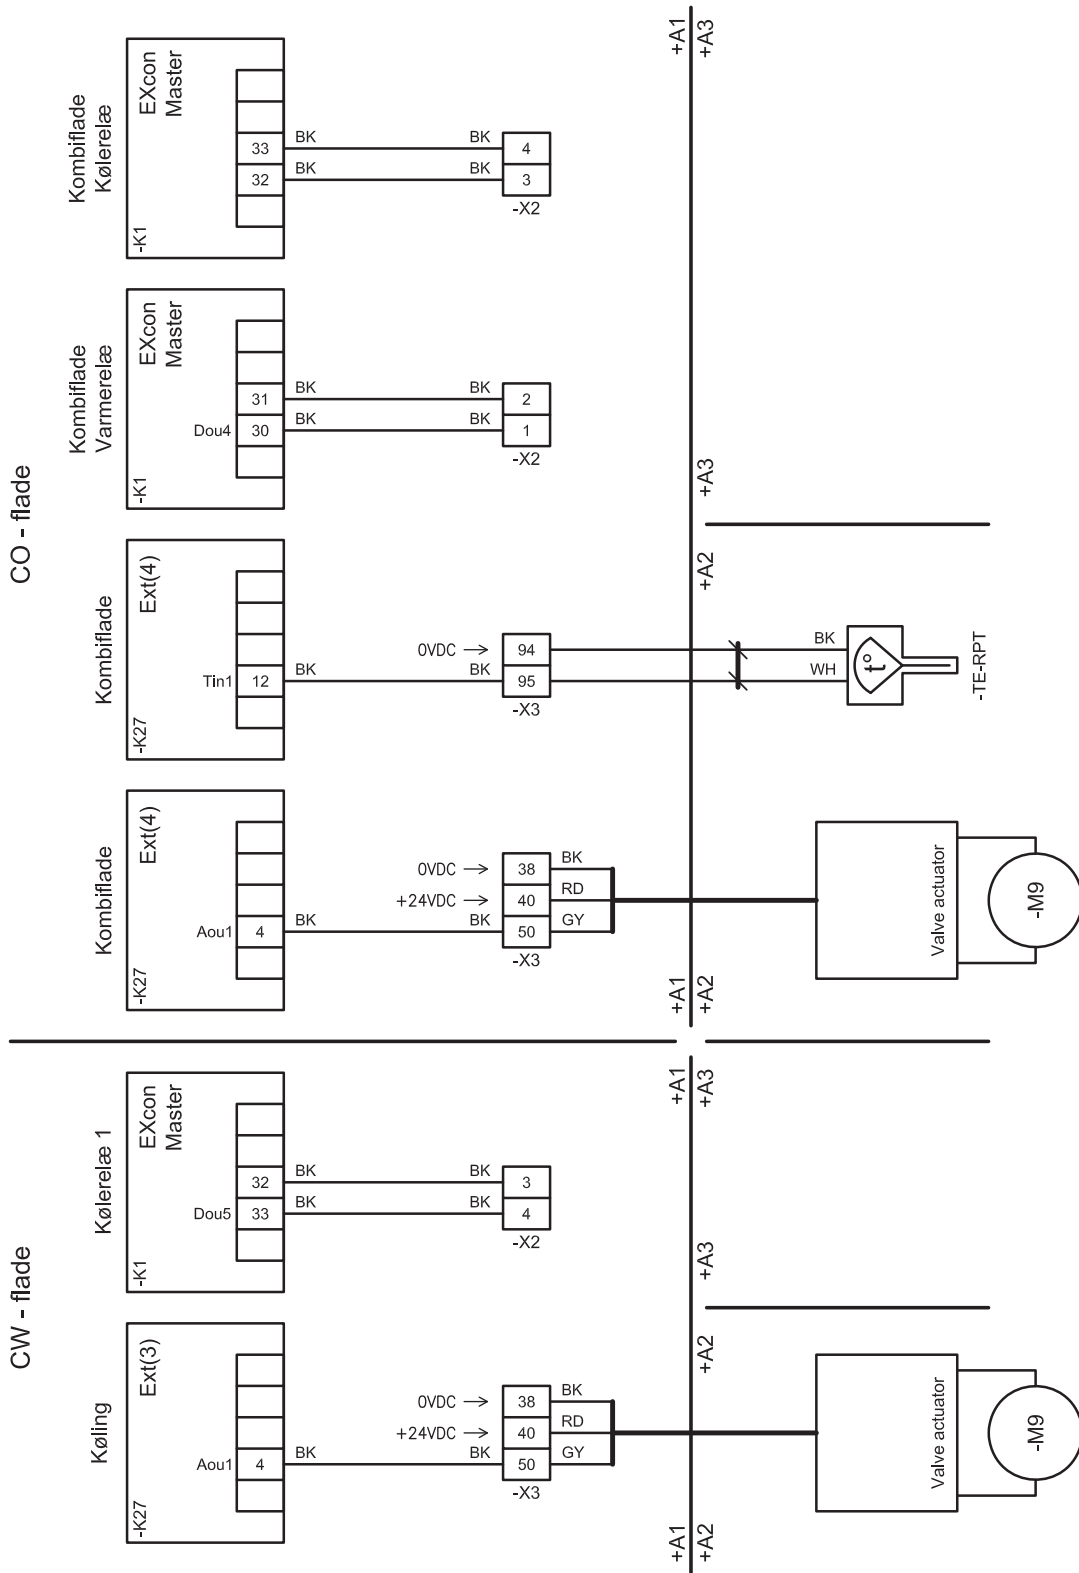 CO - flade
Kombiflade
Kølerelæ
-K1
EXcon
Master
33
32
BK
BK
BK
BK
4
3
-X2
+A1
+A3
Kombiflade
Varmerelæ
-K1
EXcon
Master
Dou4
31
30
BK
BK
BK
BK
2
1
-X2
+A3
Kombiflade
-K27
Ext(4)
Tin1
12
BK
0VDC
BK
94
95
-X3
+A2
BK
WH
t°
-TE-RPT
Kombiflade
-K27
Ext(4)
Aou1
4
BK
0VDC
+24VDC
BK
38
40
50
-X3
BK
RD
GY
+A1
+A2
Valve actuator
-M9
CW - flade
Kølerelæ 1
-K1
EXcon
Master
Dou5
32
33
BK
BK
BK
BK
3
4
-X2
+A1
+A3
+A3
Køling
-K27
Ext(3)
Aou1
4
BK
0VDC
+24VDC
BK
38
40
50
-X3
BK
RD
GY
+A2
+A1
+A2
Valve actuator
-M9